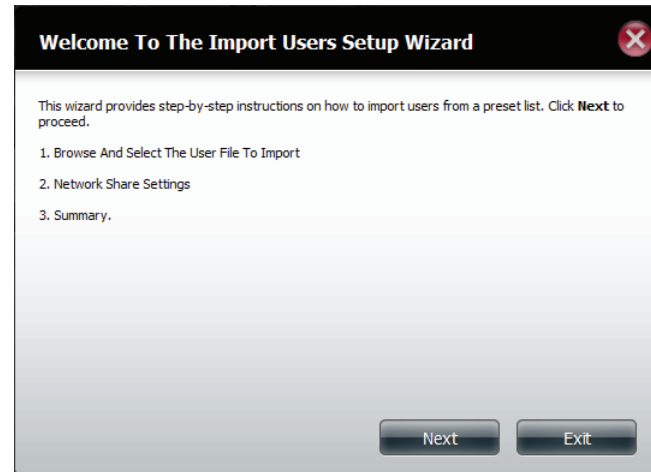 Welcome To The Import Users Setup Wizard
This wizard provides step-by-step instructions on how to import users from a preset list. Click Next to
proceed.
1. Browse And Select The User File To Import
2. Network Share Settings
3. Summary.
Next Exit